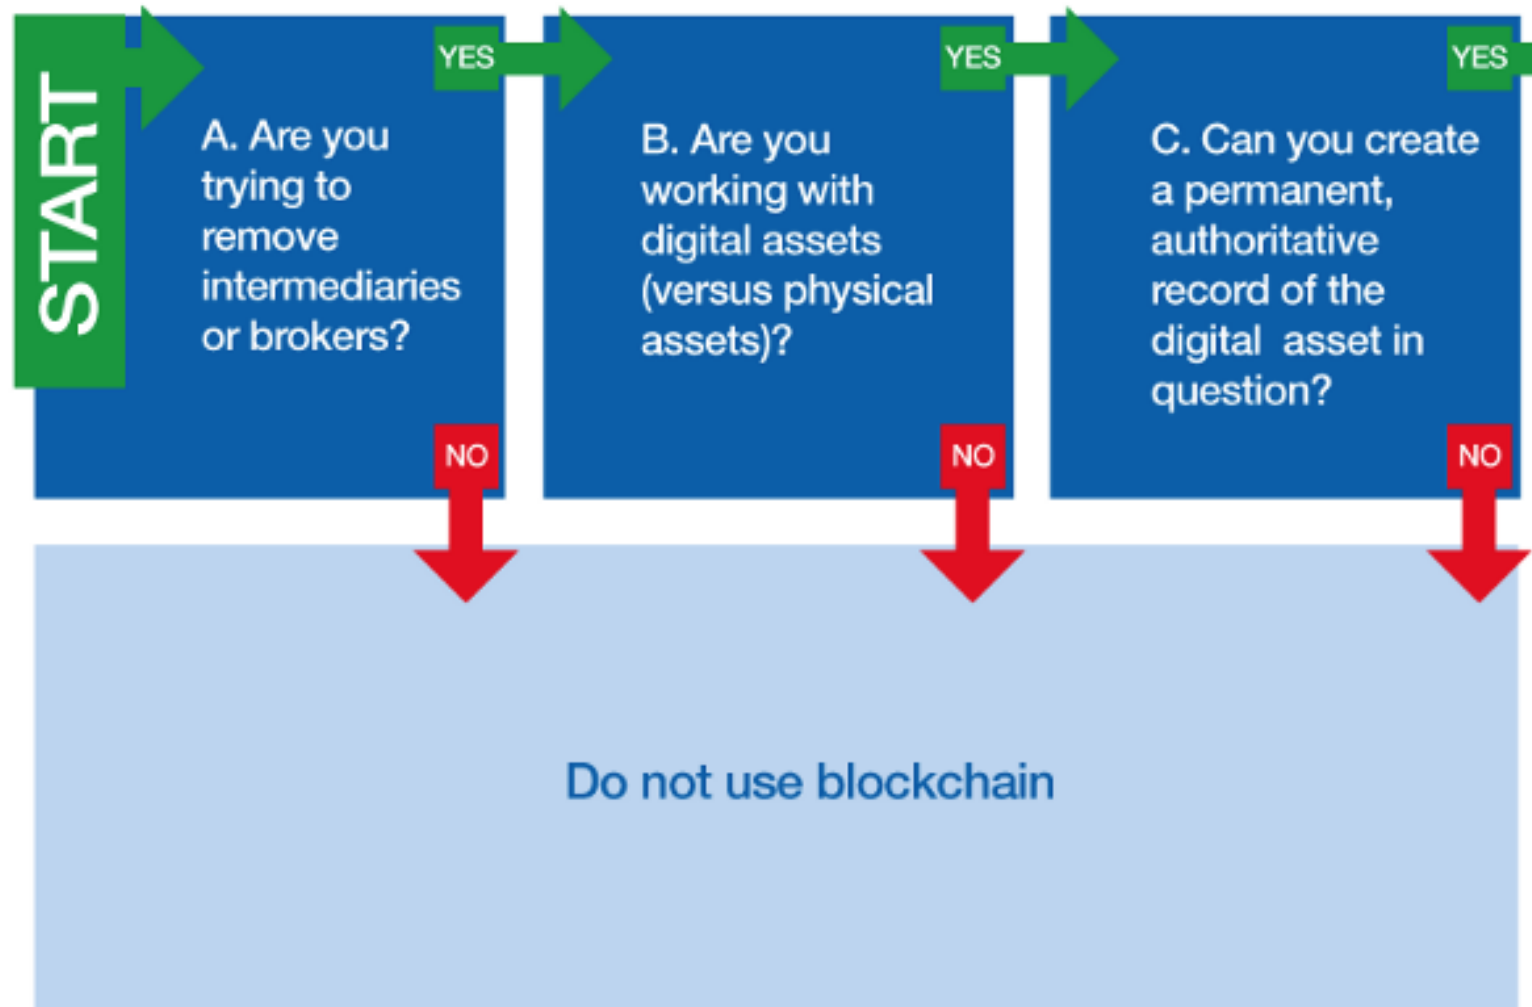 START
A. Are you
trying to
remove
intermediaries
or brokers?
YES
NO
B. Are you
working with
digital assets
(versus physical
assets)?
YES
NO
C. Can you create
a permanent,
authoritative
record of the
digital  asset in
question?
YES
NO
Do not use blockchain